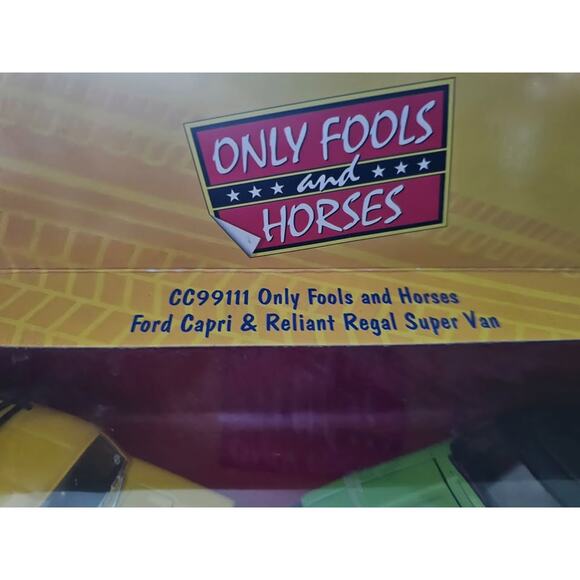 ONLY FOOLS
and
HORSES
CC99111 Only Fools and Horses
Ford Capri & Reliant Regal Super Van